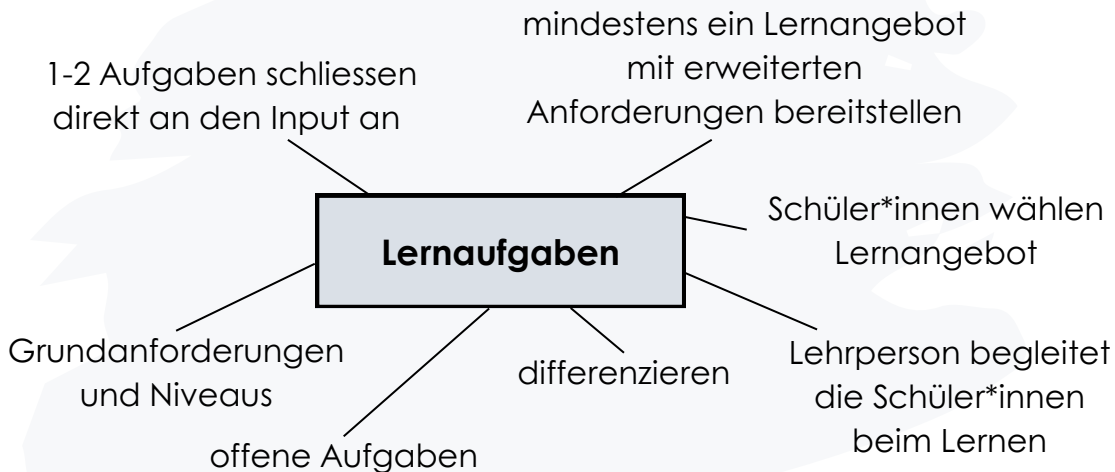 mindestens ein Lernangebot
mit erweiterten
Anforderungen bereitstellen
1-2 Aufgaben schliessen
direkt an den Input an
Schüler*innen wählen
Lernangebot
Lernaufgaben
Grundanforderungen
und Niveaus
differenzieren
Lehrperson begleitet
die Schüler*innen
beim Lernen
offene Aufgaben